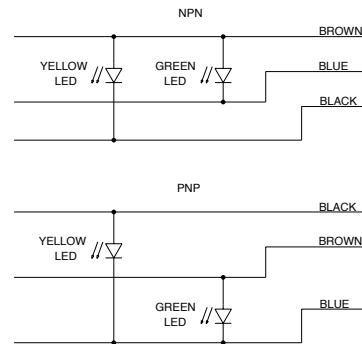 NPN
BROWN
YELLOW
LED
GREEN
LED
BLUE
BLACK
PNP
BLACK
YELLOW
LED
BROWN
GREEN
LED
BLUE